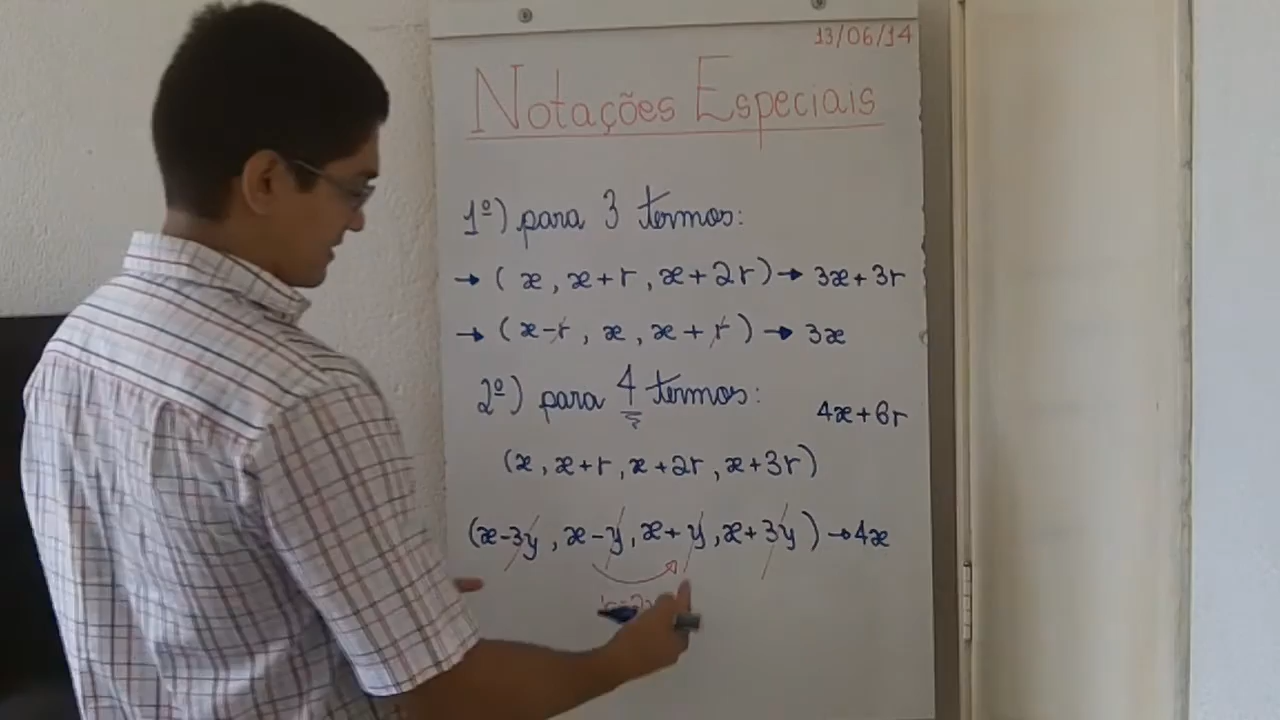 13/06/14
Notações Especiais
1º) para 3 termos:
→ ( x , x + r , x + 2r ) → 3x + 3r
→ ( x - r , x , x + r ) → 3x
2º) para 4 termos:
4x + 6r
(x , x + r , x + 2r , x + 3r)
(x - 3y , x - y , x + y , x + 3y ) → 4x